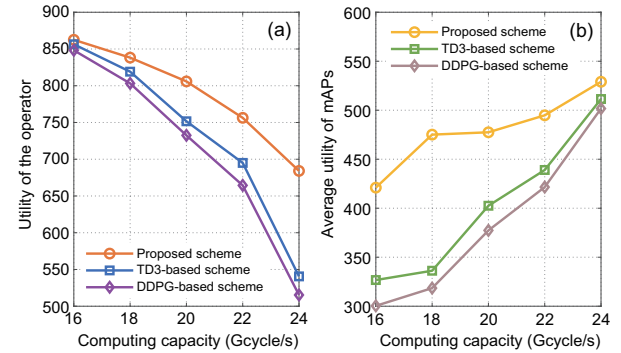 (a)
Utility of the operator
900
850
800
750
700
650
600
550
500
Proposed scheme
TD3-based scheme
DDPG-based scheme
16 18 20 22 24
Computing capacity (Gcycle/s)
(b)
Average utility of mAPs
600
550
500
450
400
350
300
Proposed scheme
TD3-based scheme
DDPG-based scheme
16 18 20 22 24
Computing capacity (Gcycle/s)